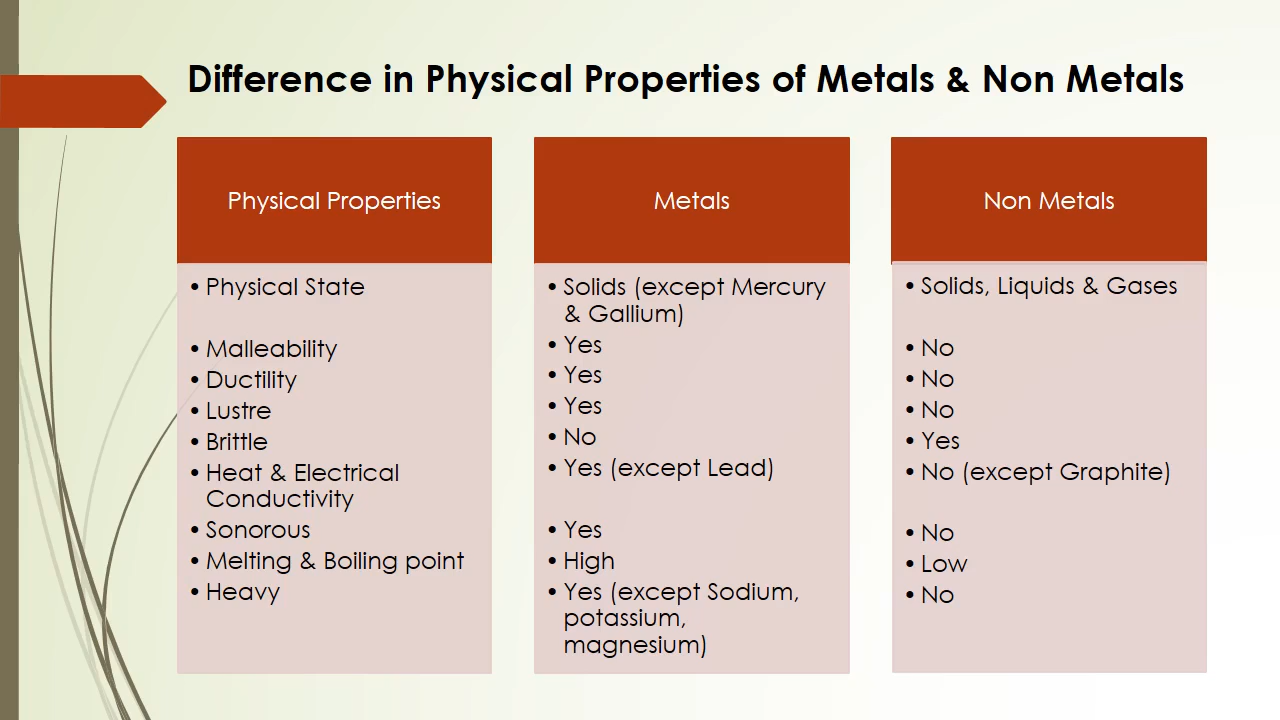 Difference in Physical Properties of Metals & Non Metals
Physical Properties
• Physical State
• Malleability
• Ductility
• Lustre
• Brittle
• Heat & Electrical
Conductivity
• Sonorous
• Melting & Boiling point
• Heavy
Metals
• Solids (except Mercury
& Gallium)
• Yes
• Yes
• Yes
• No
• Yes (except Lead)
• Yes
• High
• Yes (except Sodium,
potassium,
magnesium)
Non Metals
• Solids, Liquids & Gases
• No
• No
• No
• Yes
• No (except Graphite)
• No
• Low
• No